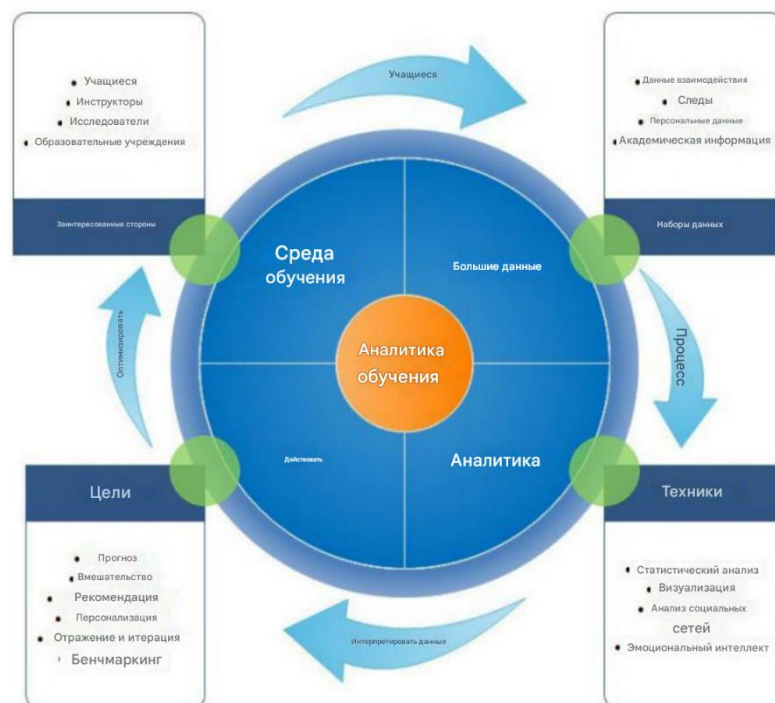 Учащиеся
Инструкторы
Исследователи
Образовательные учреждения
Заинтересованные стороны
Учащиеся
Данные взаимодействия
Следы
Персональные данные
Академическая информация
Наборы данных
Среда
обучения
Большие данные
Аналитика
обучения
Действовать
Аналитика
Оптимизировать
Процесс
Цели
Прогноз
Вмешательство
Рекомендация
Персонализация
Отражение и итерация
Бенчмаркинг
Интерпретировать данные
Техники
Статистический анализ
Визуализация
Анализ социальных
сетей
Эмоциональный интеллект